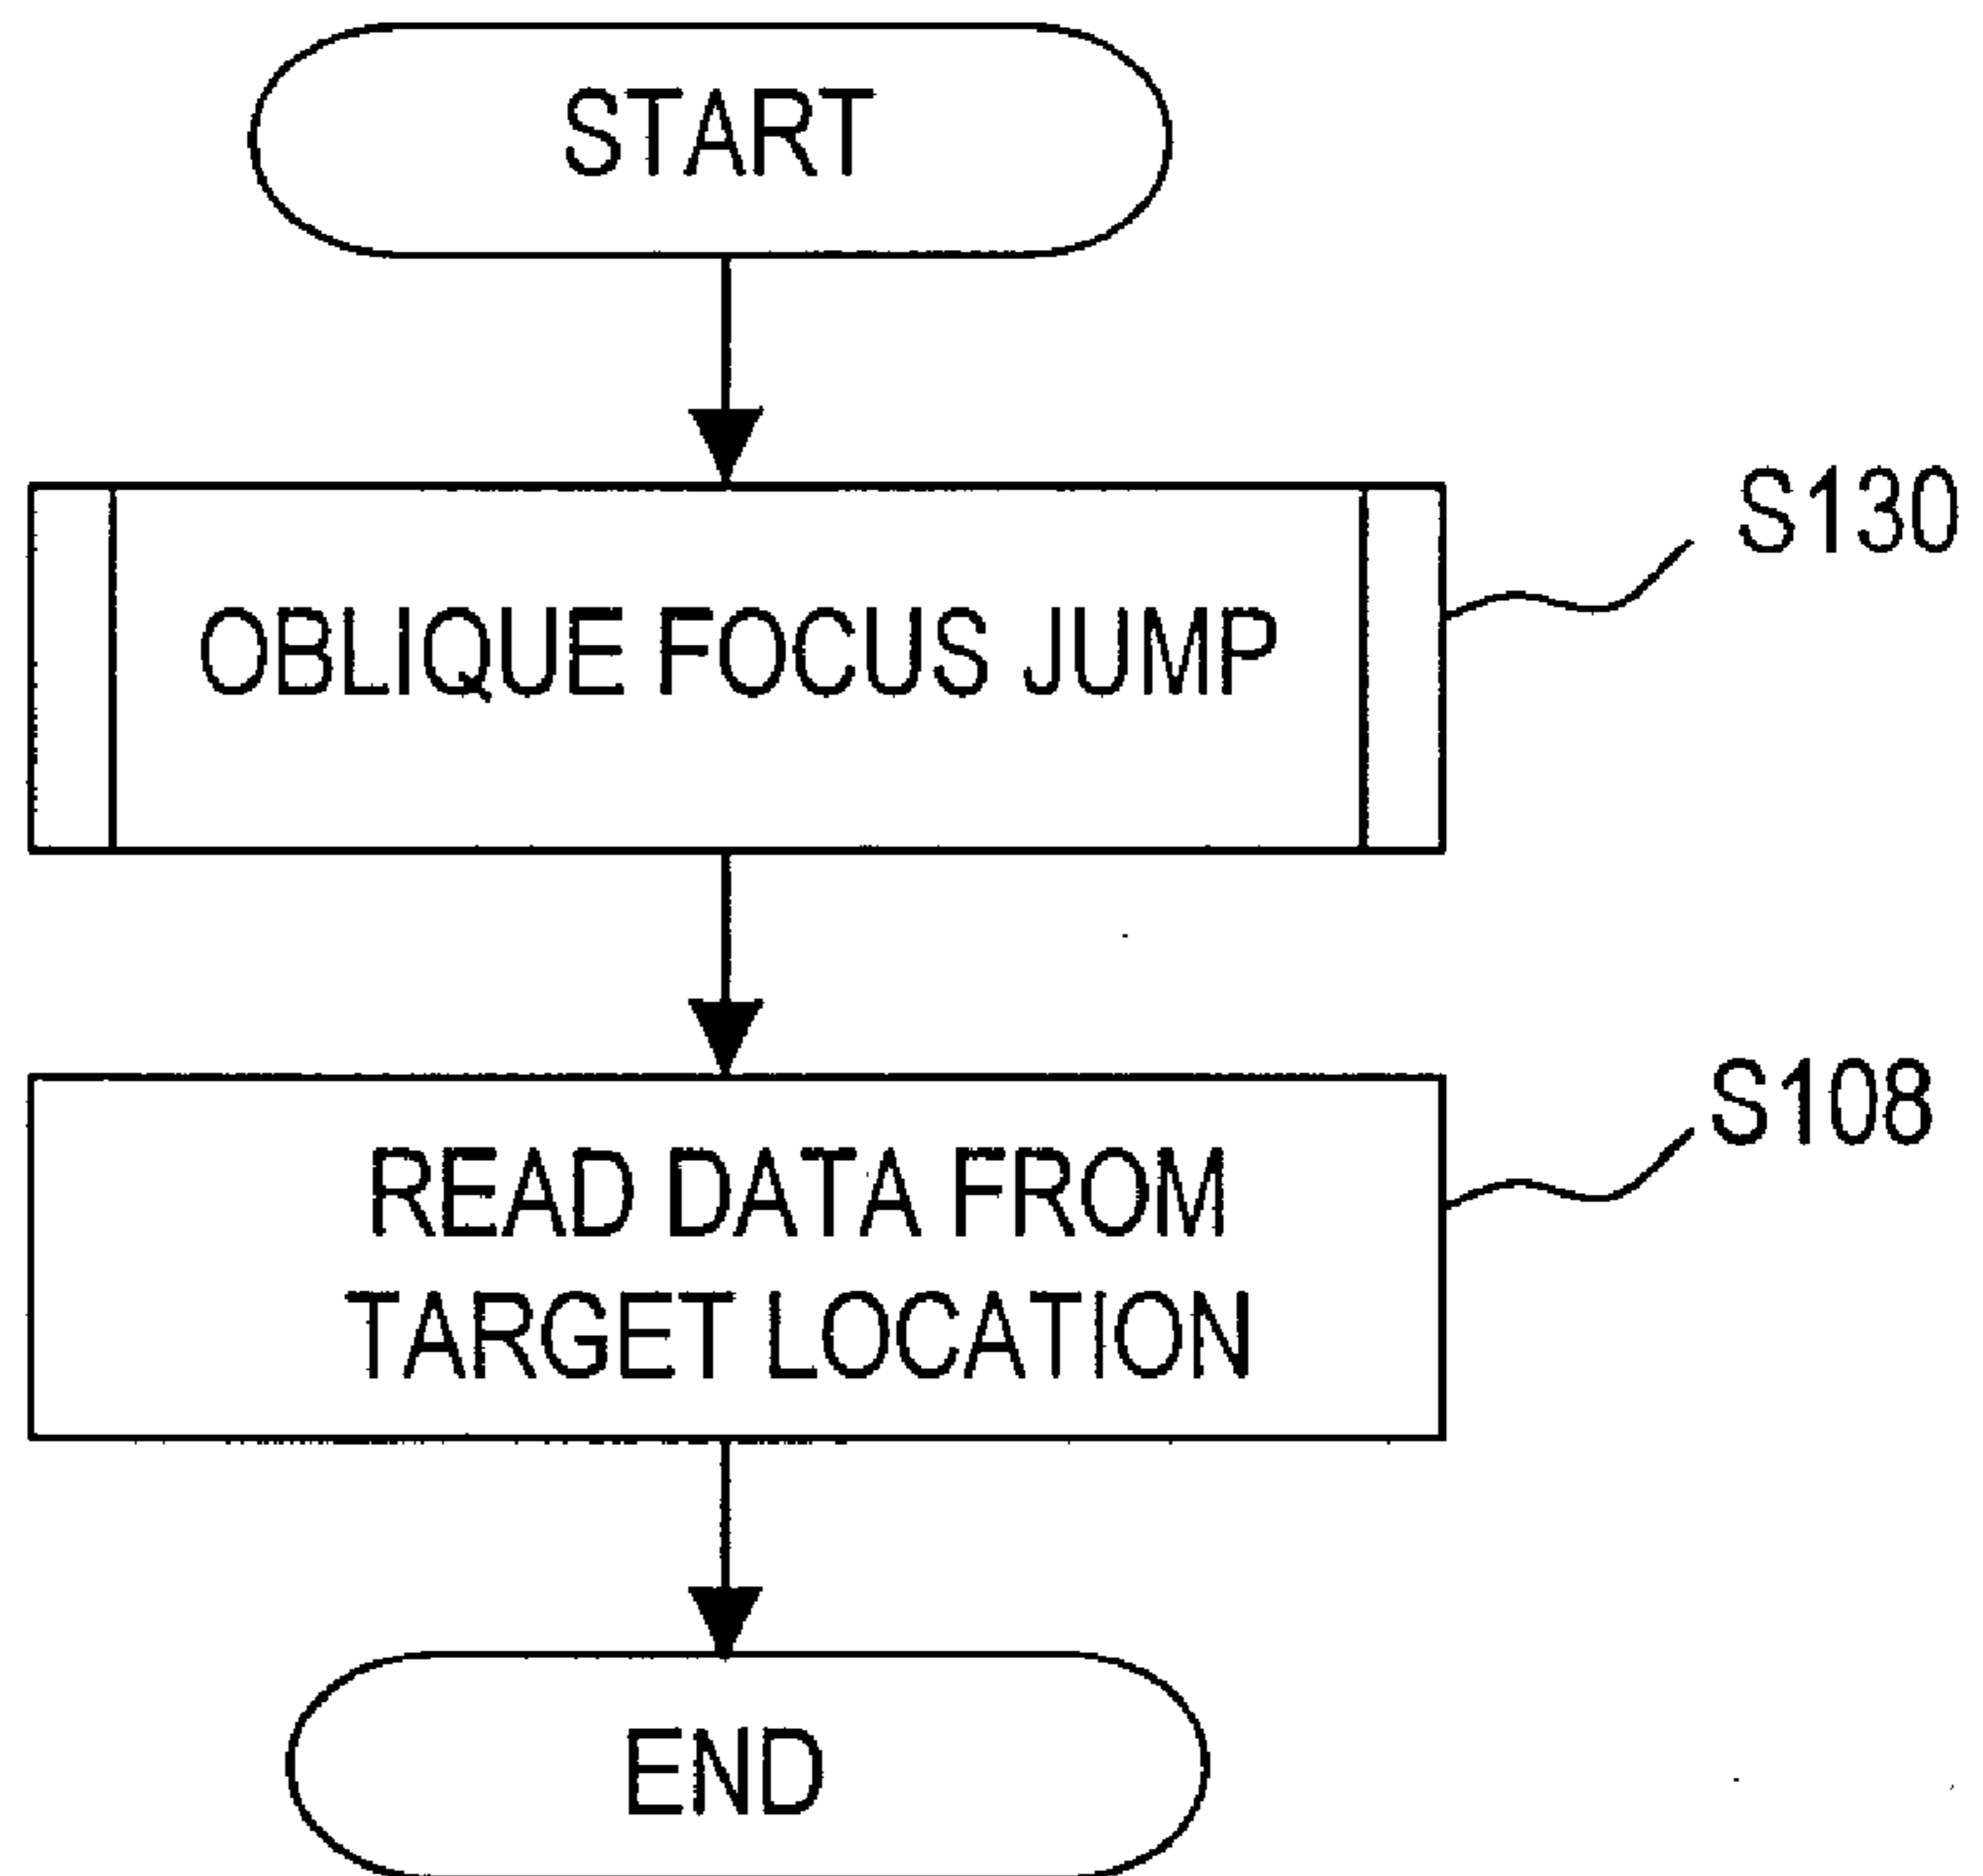 START
S130
OBLIQUE FOCUS JUMP
S108
READ DATA FROM
TARGET LOCATION
END